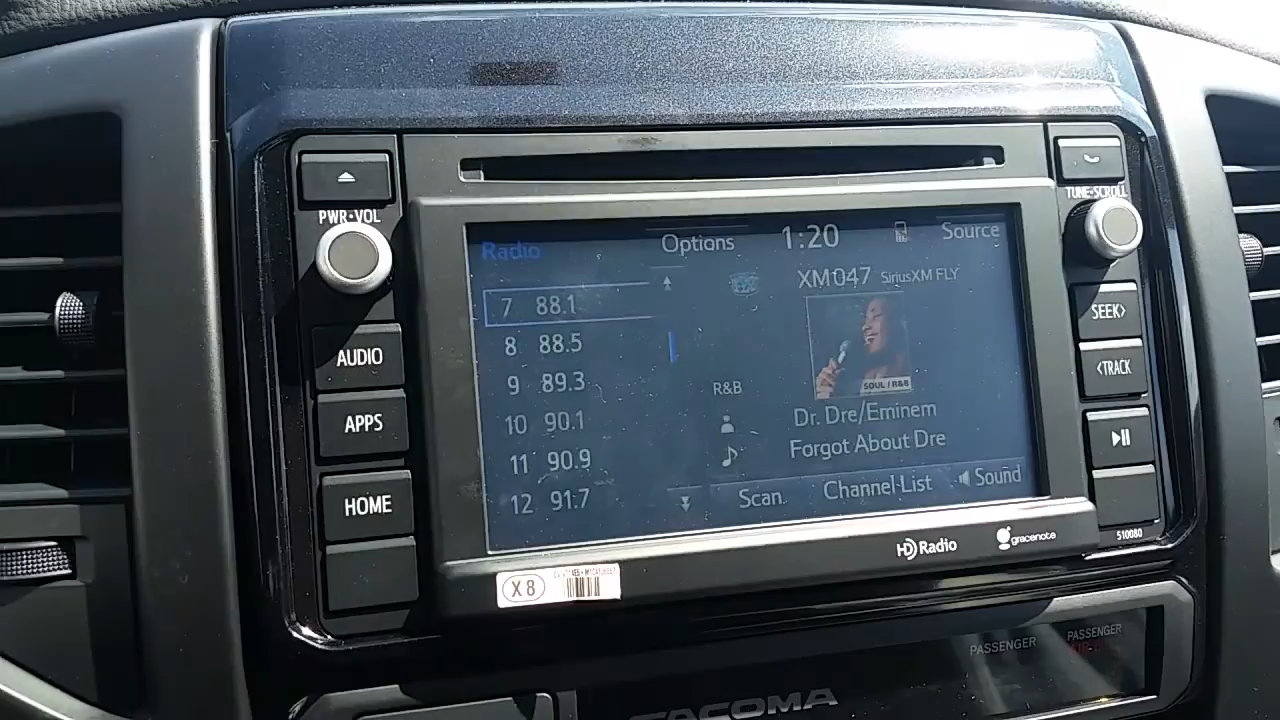 PWR•VOL
AUDIO
APPS
HOME
Radio
Options
1:20
Source
7 88.1
8 88.5
9 89.3
10 90.1
11 90.9
12 91.7
XM047 SiriusXM FLY
SOUL / R&B
R&B
Dr. Dre/Eminem
Forgot About Dre
Scan
Channel List
Sound
TUNE•SCROLL
SEEK>
<TRACK
510080
HD Radio
gracenote
X 8
PASSENGER
PASSENGER
TACOMA